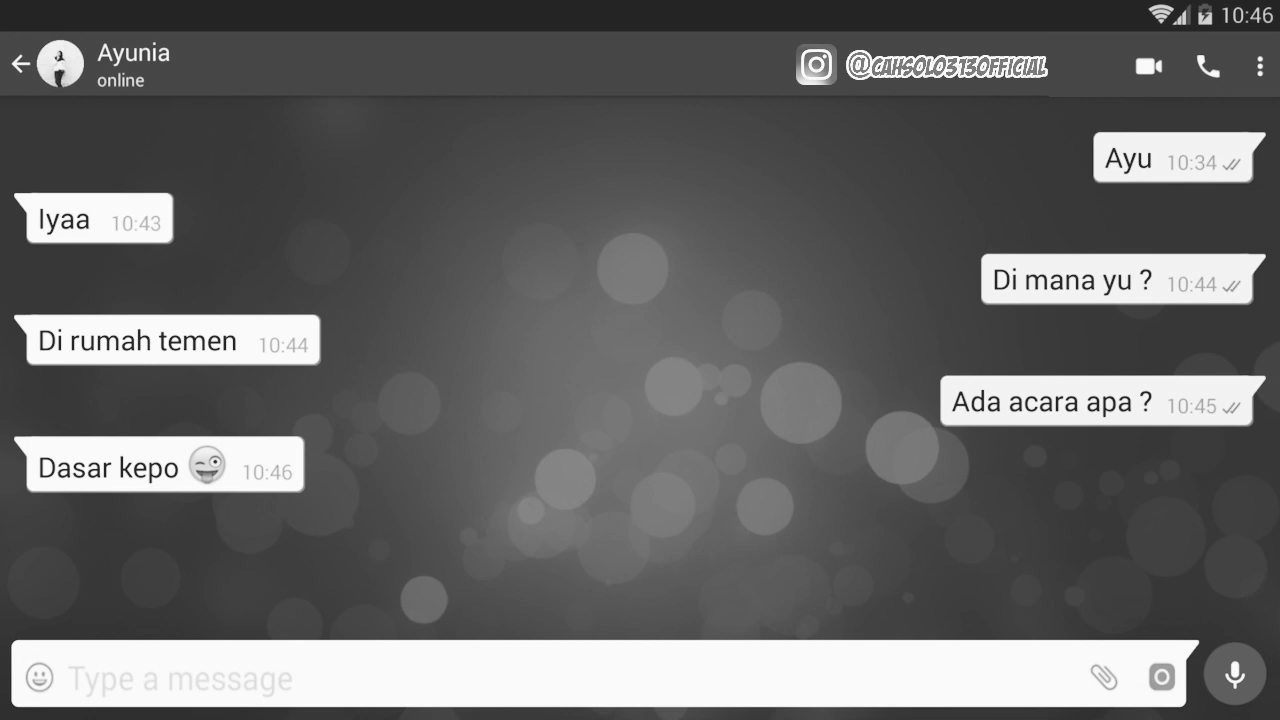 10:46
Ayunia
online
@CAHSOLO313OFFICIAL
Ayu 10:34
Iyaa 10:43
Di mana yu ? 10:44
Di rumah temen 10:44
Ada acara apa ? 10:45
Dasar kepo 😜 10:46
Type a message